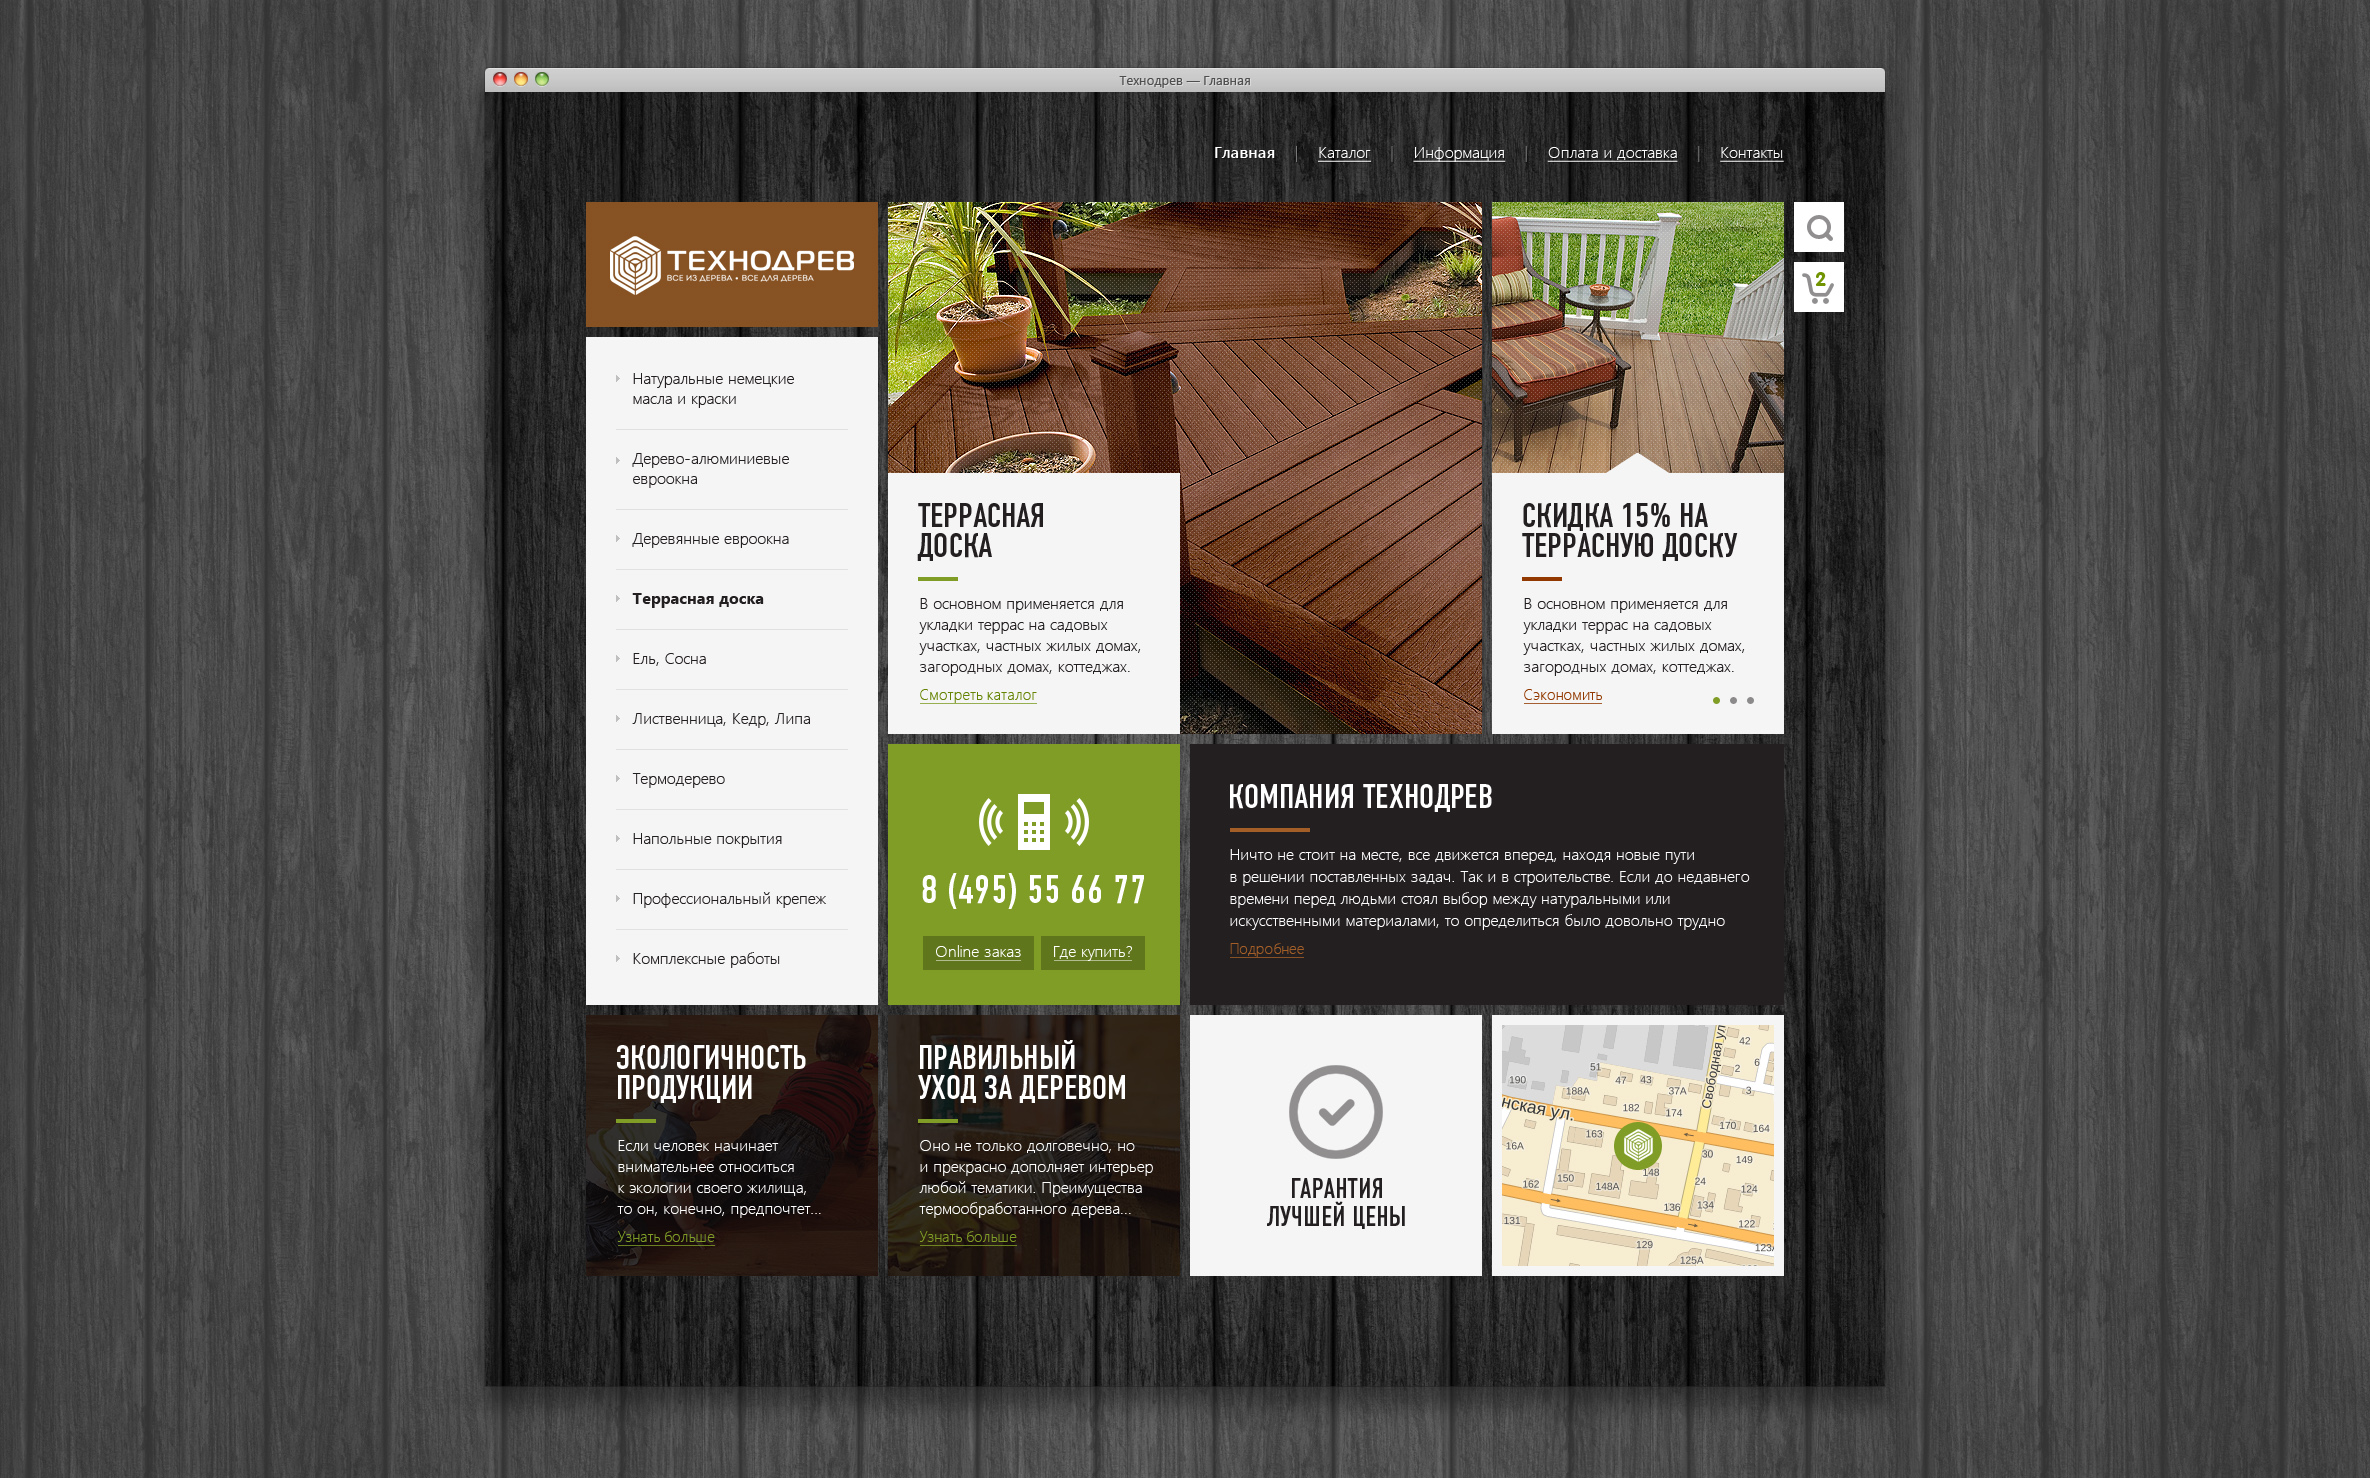 Технодрев — Главная
Главная
Каталог
Информация
Оплата и доставка
Контакты
ТЕХНОДРЕВ
ВСЕ ИЗ ДЕРЕВА • ВСЕ ДЛЯ ДЕРЕВА
2
Натуральные немецкие
масла и краски
Дерево-алюминиевые
евроокна
Деревянные евроокна
Террасная доска
Ель, Сосна
Лиственница, Кедр, Липа
Термодерево
Напольные покрытия
Профессиональный крепеж
Комплексные работы
ТЕРРАСНАЯ
ДОСКА
В основном применяется для
укладки террас на садовых
участках, частных жилых домах,
загородных домах, коттеджах.
Смотреть каталог
СКИДКА 15% НА
ТЕРРАСНУЮ ДОСКУ
В основном применяется для
укладки террас на садовых
участках, частных жилых домах,
загородных домах, коттеджах.
Сэкономить
8 (495) 55 66 77
Online заказ
Где купить?
КОМПАНИЯ ТЕХНОДРЕВ
Ничто не стоит на месте, все движется вперед, находя новые пути
в решении поставленных задач. Так и в строительстве. Если до недавнего
времени перед людьми стоял выбор между натуральными или
искусственными материалами, то определиться было довольно трудно
Подробнее
ЭКОЛОГИЧНОСТЬ
ПРОДУКЦИИ
Если человек начинает
внимательнее относиться
к экологии своего жилища,
то он, конечно, предпочтет...
Узнать больше
ПРАВИЛЬНЫЙ
УХОД ЗА ДЕРЕВОМ
Оно не только долговечно, но
и прекрасно дополняет интерьер
любой тематики. Преимущества
термообработанного дерева...
Узнать больше
ГАРАНТИЯ
ЛУЧШЕЙ ЦЕНЫ
Свободная ул
42
6
2
51
47
43
190
188А
37А
3
нская ул.
182
174
170
164
163
16А
30
149
148
162
150
148А
24
124
136
134
131
122
129
123А
125А